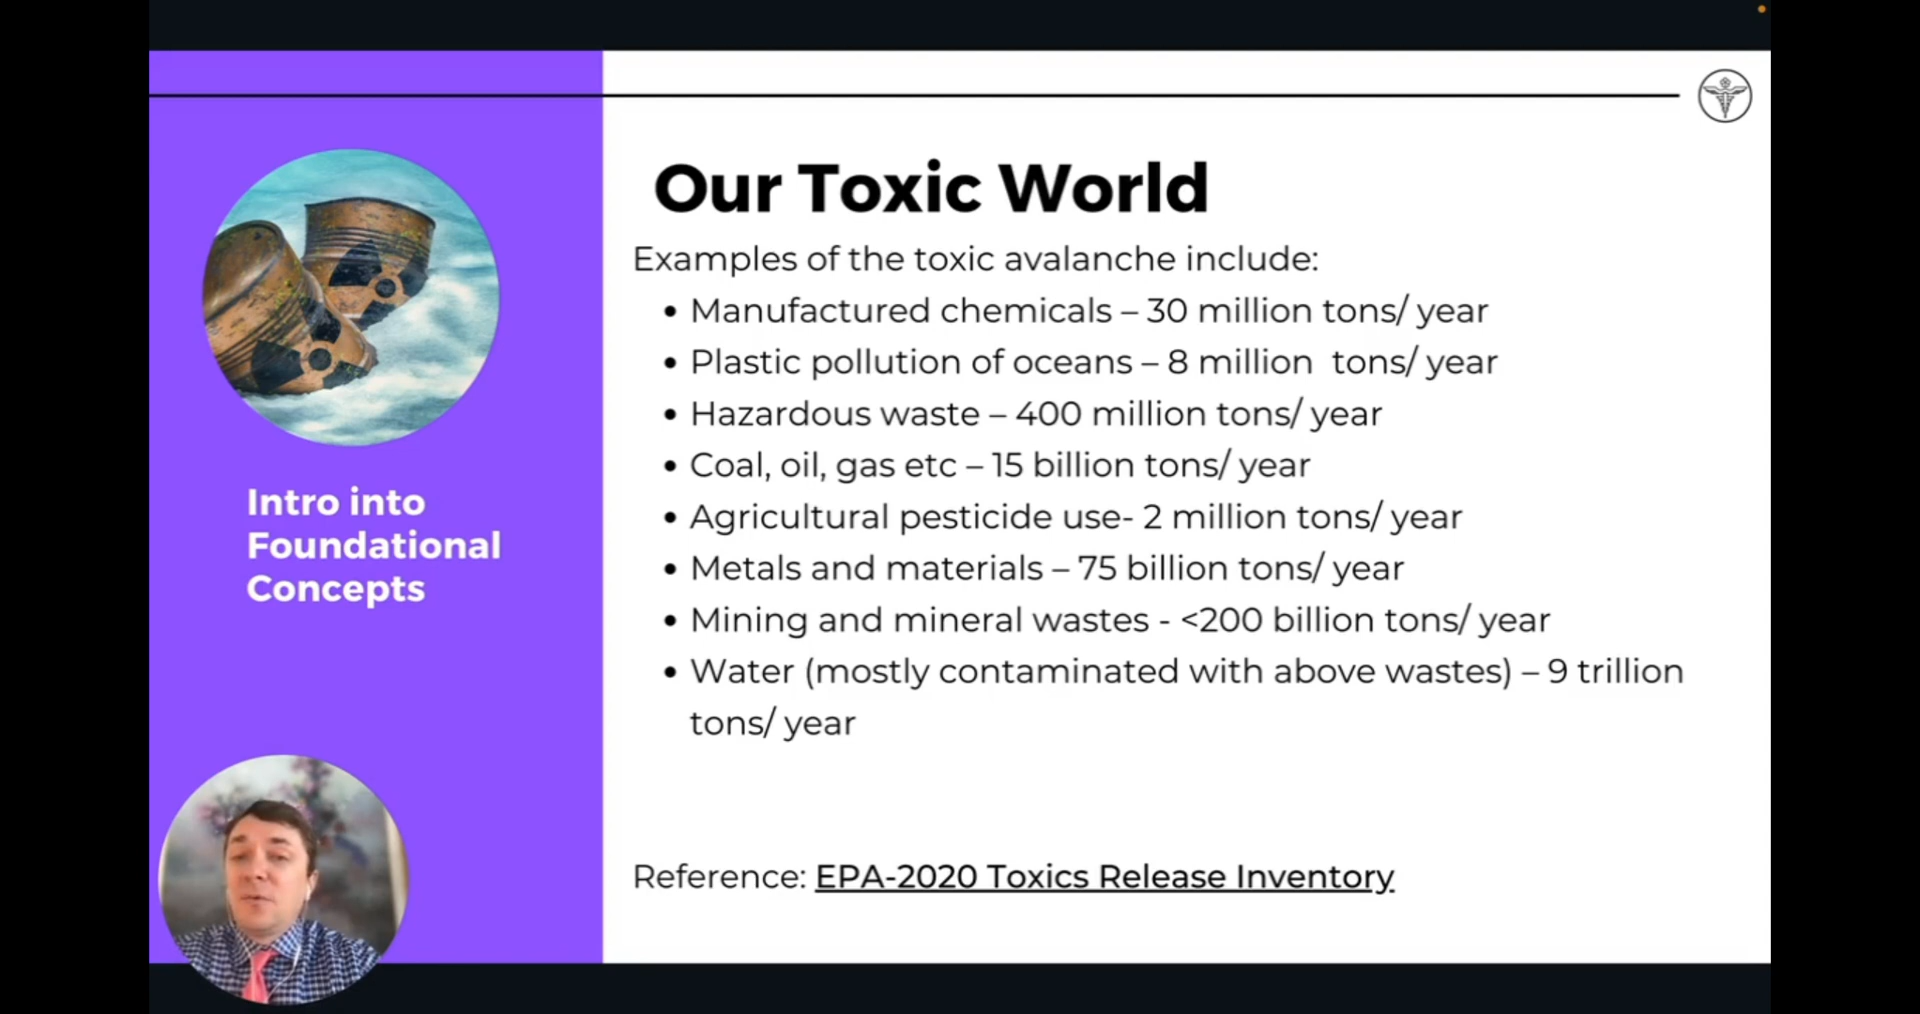 Our Toxic World
Examples of the toxic avalanche include:
• Manufactured chemicals – 30 million tons/ year
• Plastic pollution of oceans – 8 million  tons/ year
• Hazardous waste – 400 million tons/ year
• Coal, oil, gas etc – 15 billion tons/ year
• Agricultural pesticide use- 2 million tons/ year
• Metals and materials – 75 billion tons/ year
• Mining and mineral wastes - <200 billion tons/ year
• Water (mostly contaminated with above wastes) – 9 trillion
tons/ year
Reference: EPA-2020 Toxics Release Inventory
Intro into
Foundational
Concepts